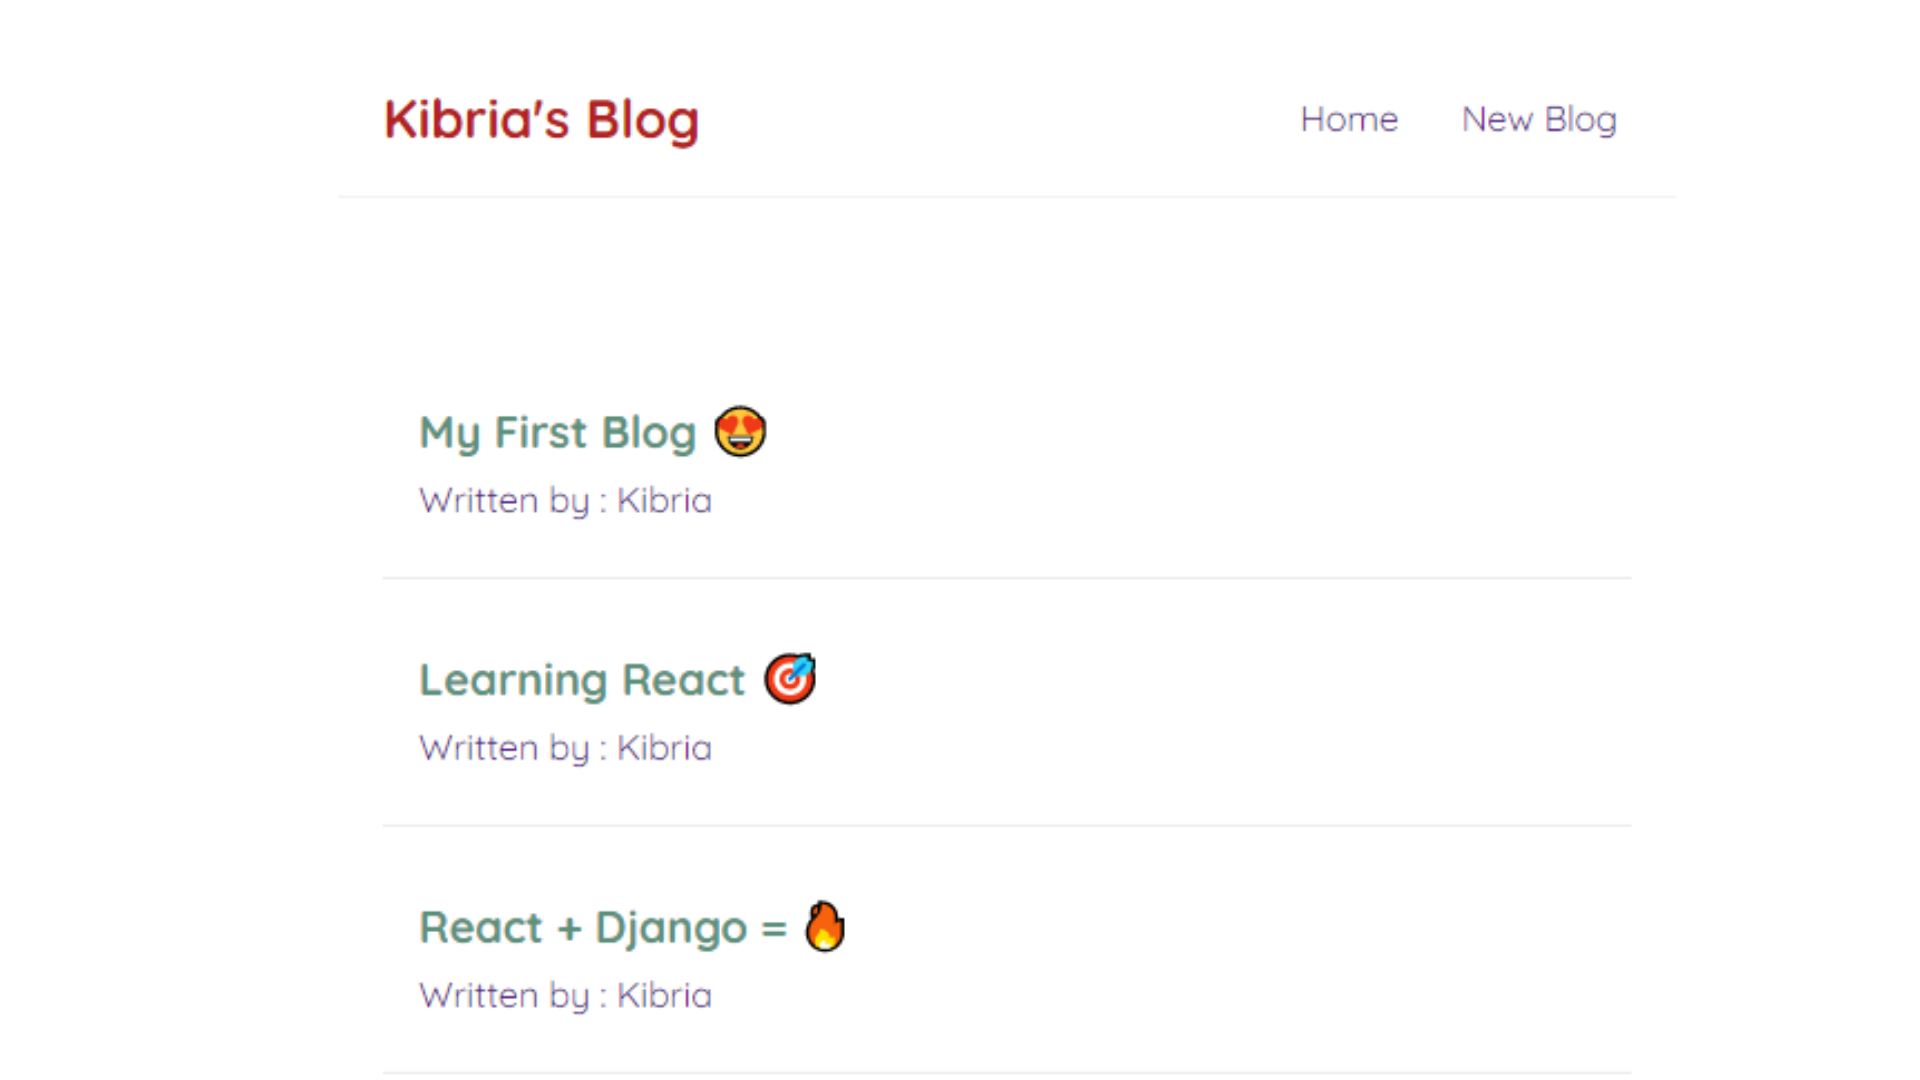 Kibria's Blog
Home
New Blog
My First Blog 😍
Written by : Kibria
Learning React 🎯
Written by : Kibria
React + Django = 🔥
Written by : Kibria